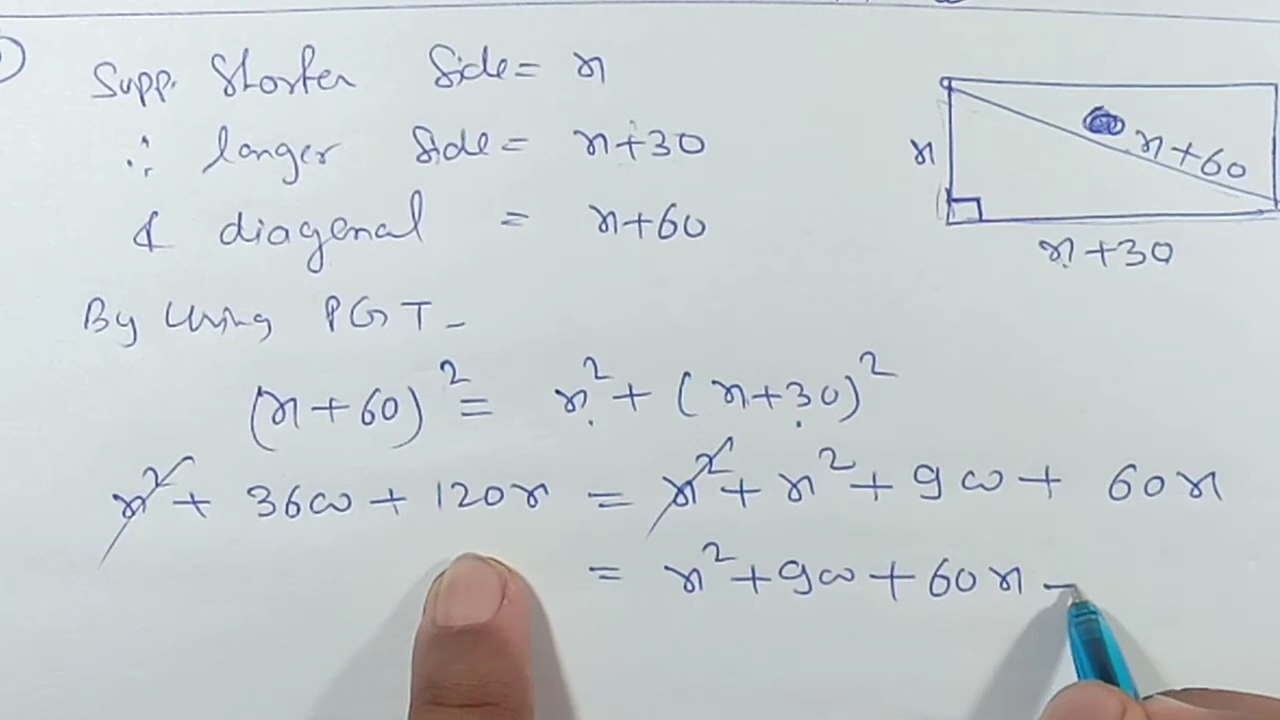 Supp. Shorter Side = x
∴ longer Side = x+30
& diagonal = x+60
By Using PGT -
(x+60)² = x² + (x+30)²
x² + 3600 + 120x = x² + x² + 900 + 60x
= x² + 900 + 60x -
x
x+60
x+30